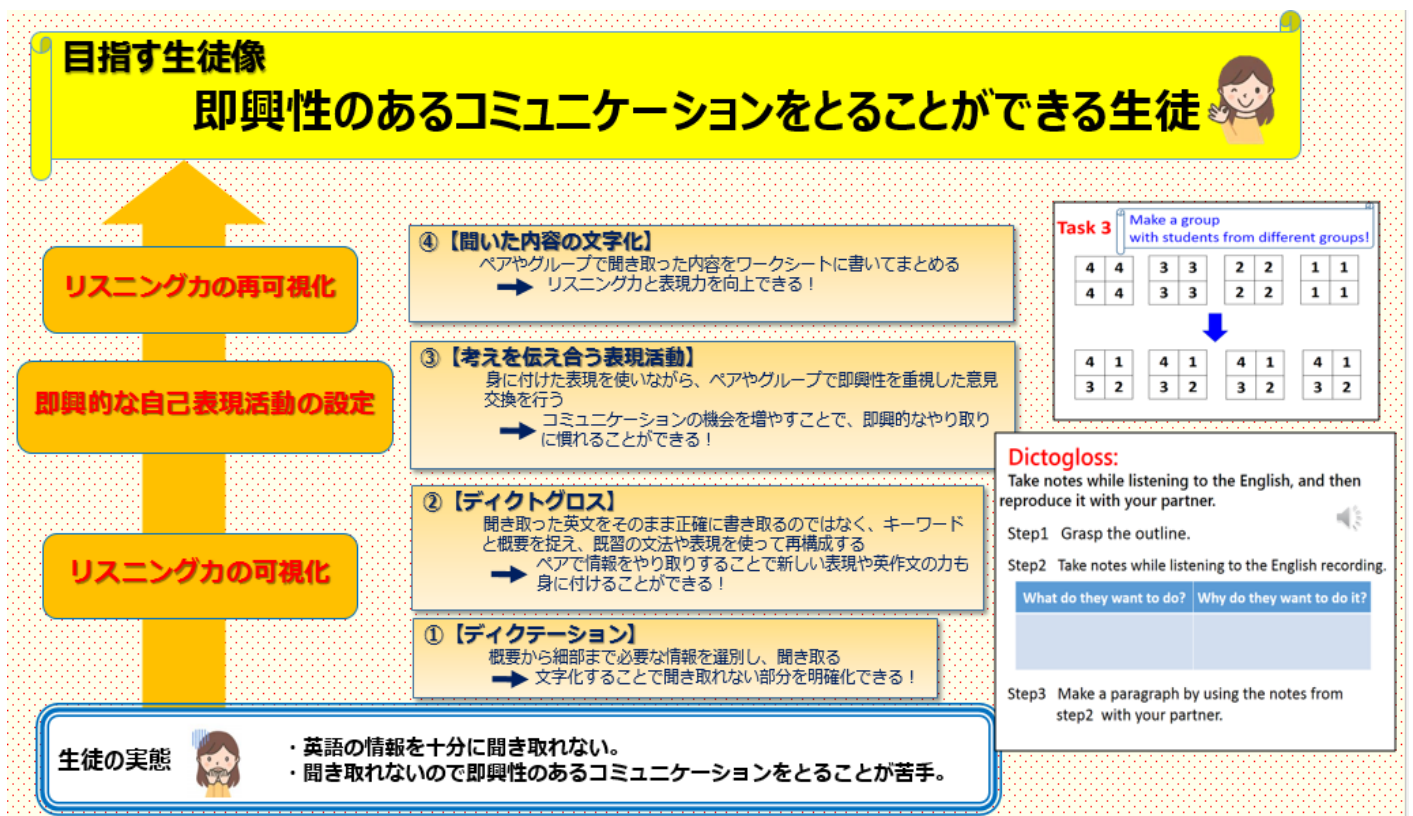 目指す生徒像
即興性のあるコミュニケーションをとることができる生徒
リスニング力の再可視化
即興的な自己表現活動の設定
リスニング力の可視化
④【聞いた内容の文字化】
ペアやグループで聞き取った内容をワークシートに書いてまとめる
リスニング力と表現力を向上できる！
③【考えを伝え合う表現活動】
身に付けた表現を使いながら、ペアやグループで即興性を重視した意見
交換を行う
コミュニケーションの機会を増やすことで、即興的なやり取り
に慣れることができる！
②【ディクトグロス】
聞き取った英文をそのまま正確に書き取るのではなく、キーワード
と概要を捉え、既習の文法や表現を使って再構成する
ペアで情報をやり取りすることで新しい表現や英作文の力も
身に付けることができる！
①【ディクテーション】
概要から細部まで必要な情報を選別し、聞き取る
文字化することで聞き取れない部分を明確化できる！
生徒の実態
・英語の情報を十分に聞き取れない。
・聞き取れないので即興性のあるコミュニケーションをとることが苦手。
Task 3
Make a group
with students from different groups!
4 4 3 3 2 2 1 1
4 4 3 3 2 2 1 1
4 1 4 1 4 1 4 1
3 2 3 2 3 2 3 2
Dictogloss:
Take notes while listening to the English, and then
reproduce it with your partner.
Step1 Grasp the outline.
Step2 Take notes while listening to the English recording.
What do they want to do? Why do they want to do it?
Step3 Make a paragraph by using the notes from
step2 with your partner.